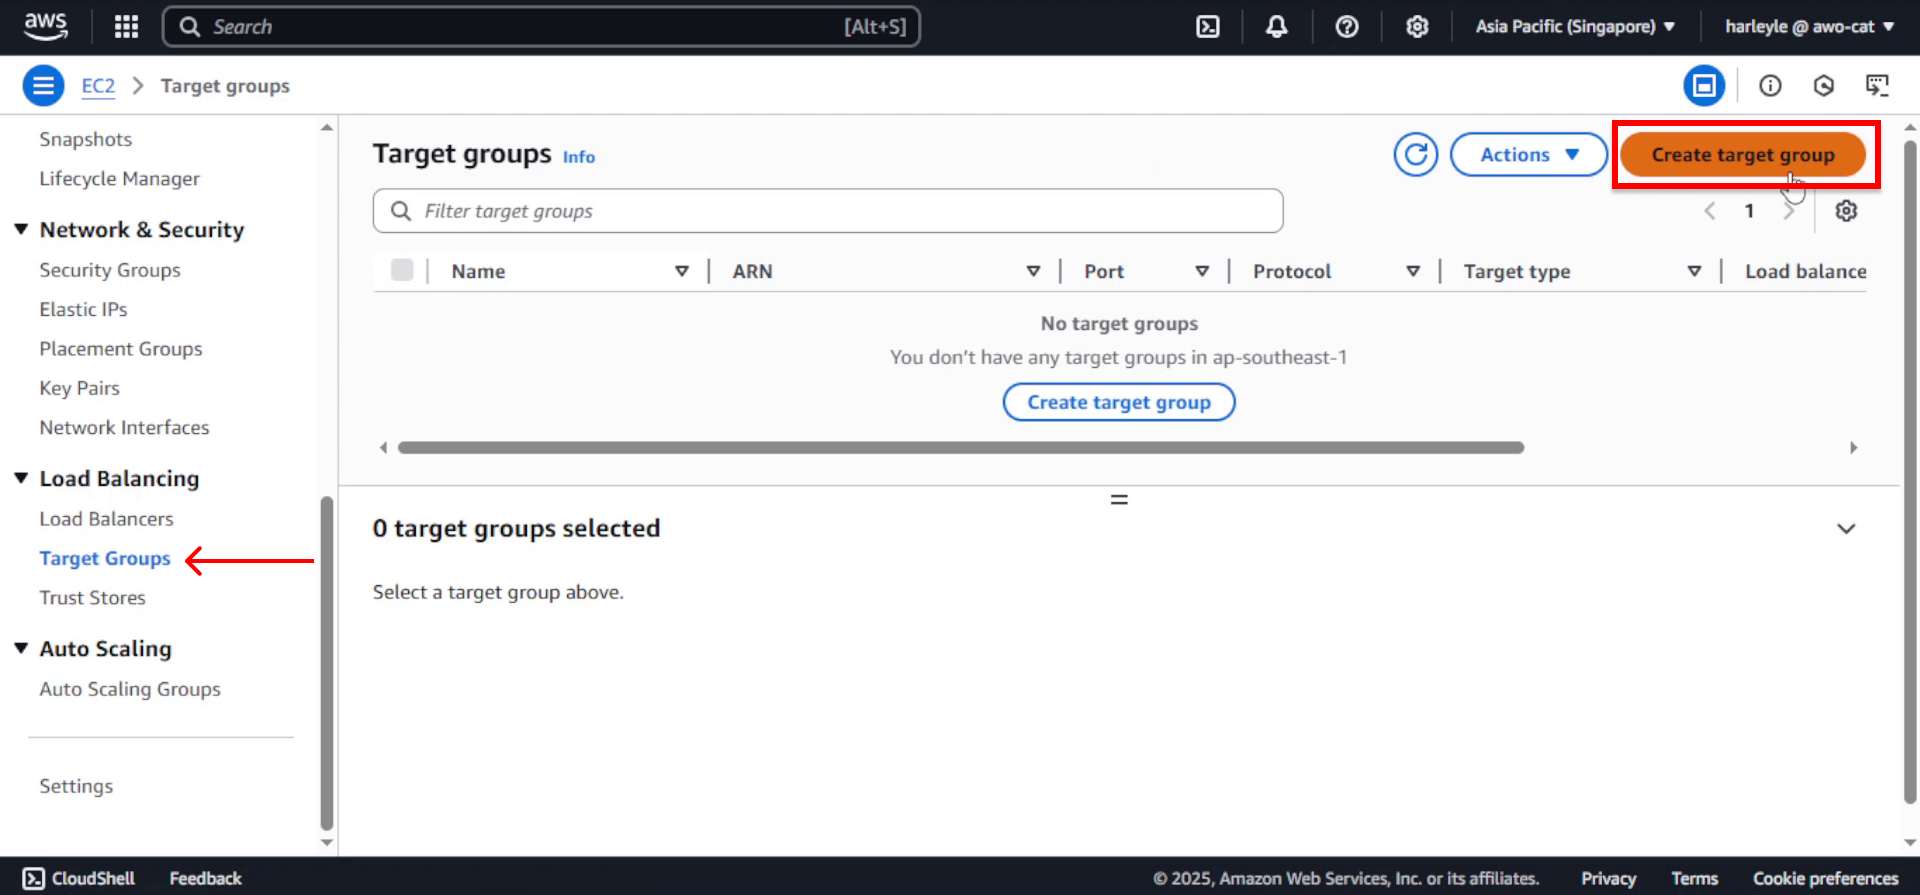 aws
Search [Alt+S]
Asia Pacific (Singapore)
harleyle @ awo-cat
EC2
Target groups
Snapshots
Lifecycle Manager
Network & Security
Security Groups
Elastic IPs
Placement Groups
Key Pairs
Network Interfaces
Load Balancing
Load Balancers
Target Groups
Trust Stores
Auto Scaling
Auto Scaling Groups
Settings
Target groups Info
Actions
Create target group
Filter target groups
1
Name ARN Port Protocol Target type Load balance
No target groups
You don't have any target groups in ap-southeast-1
Create target group
0 target groups selected
Select a target group above.
CloudShell Feedback © 2025, Amazon Web Services, Inc. or its affiliates. Privacy Terms Cookie preferences